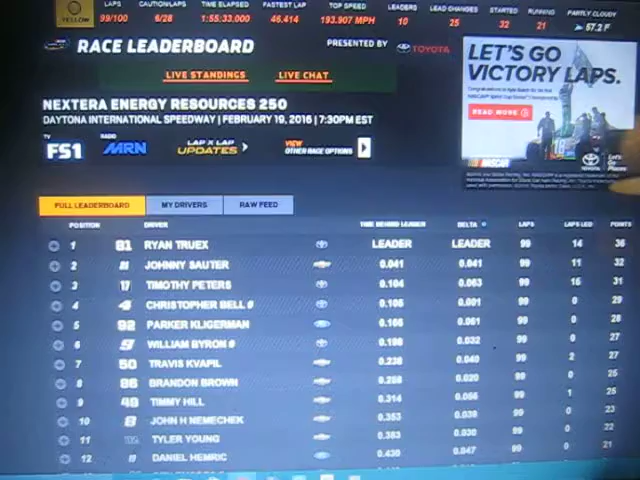 LAPS CAUTION/LAPS TIME ELAPSED FASTEST LAP TOP SPEED LEADERS LEAD CHANGES STARTED RUNNING PARTLY CLOUDY
YELLOW 99/100 6/28 1:55:33,000 46.414 193.907 MPH 10 25 32 21 57.2 F
RACE LEADERBOARD
PRESENTED BY TOYOTA
LIVE STANDINGS LIVE CHAT
NEXTERA ENERGY RESOURCES 250
DAYTONA INTERNATIONAL SPEEDWAY | FEBRUARY 19, 2016 | 7:30PM EST
TV FS1 RADIO MRN LAP X LAP UPDATES VIEW OTHER RACE OPTIONS
LET'S GO
VICTORY LAPS.
READ MORE
NASCAR TOYOTA Let's Go Places
FULL LEADERBOARD MY DRIVERS RAW FEED
POSITION DRIVER TIME BEHIND LEADER DELTA LAPS LAPS LED POINTS
1 81 RYAN TRUEX LEADER LEADER 99 14 36
2 JOHNNY SAUTER 0.041 0.041 99 11 32
3 17 TIMOTHY PETERS 0.104 0.063 99 31
4 4 CHRISTOPHER BELL # 0.105 0.001 99 0 29
5 92 PARKER KLIGERMAN 0.166 0.061 99 0 28
6 9 WILLIAM BYRON # 0.198 0.032 99 0 27
7 50 TRAVIS KVAPIL 0.238 0.040 99 2 27
8 86 BRANDON BROWN 0.258 0.020 99 0 25
9 49 TIMMY HILL 0.314 0.056 99 1 25
10 8 JOHN H NEMECHEK 0.353 0.039 99 0 23
11 TYLER YOUNG 0.383 0.030 99 0 22
12 DANIEL HEMRIC 0.430 0.047 99 0 21